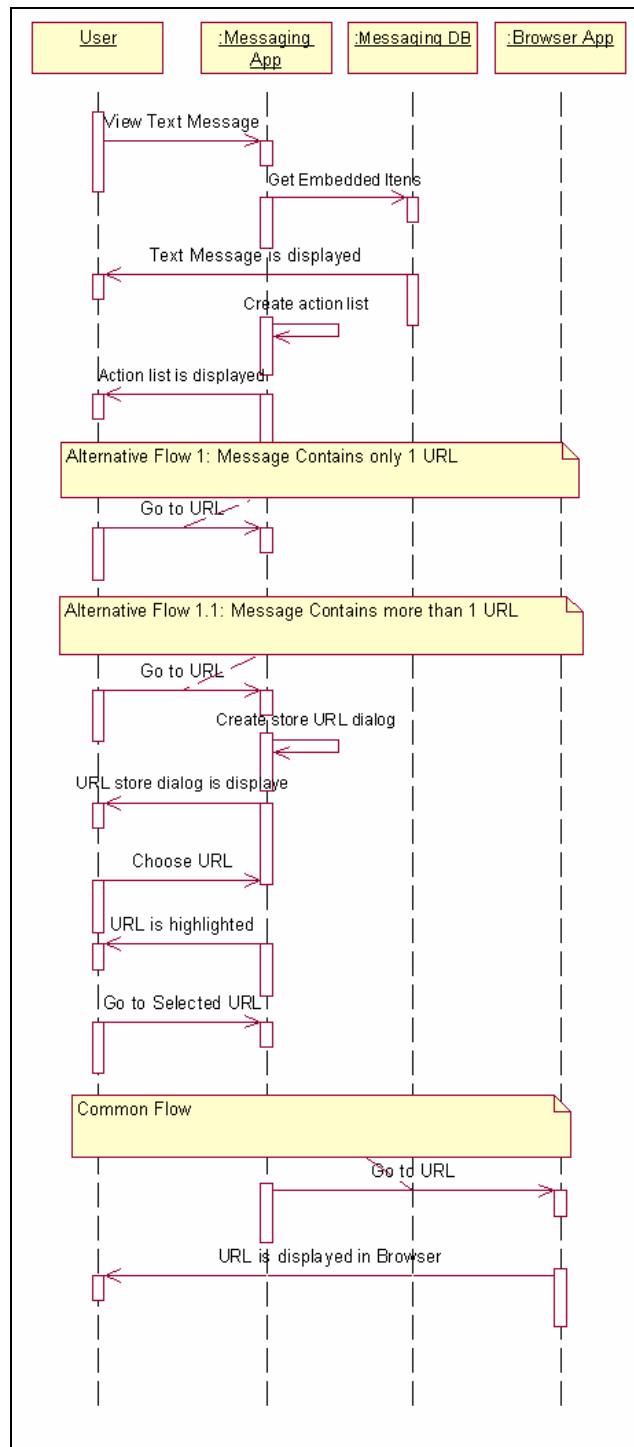 User
:Messaging
App
:Messaging DB
:Browser App
View Text Message
Get Embedded Itens
Text Message is displayed
Create action list
Action list is displayed
Alternative Flow 1: Message Contains only 1 URL
Go to URL
Alternative Flow 1.1: Message Contains more than 1 URL
Go to URL
Create store URL dialog
URL store dialog is displaye
Choose URL
URL is highlighted
Go to Selected URL
Common Flow
Go to URL
URL is displayed in Browser